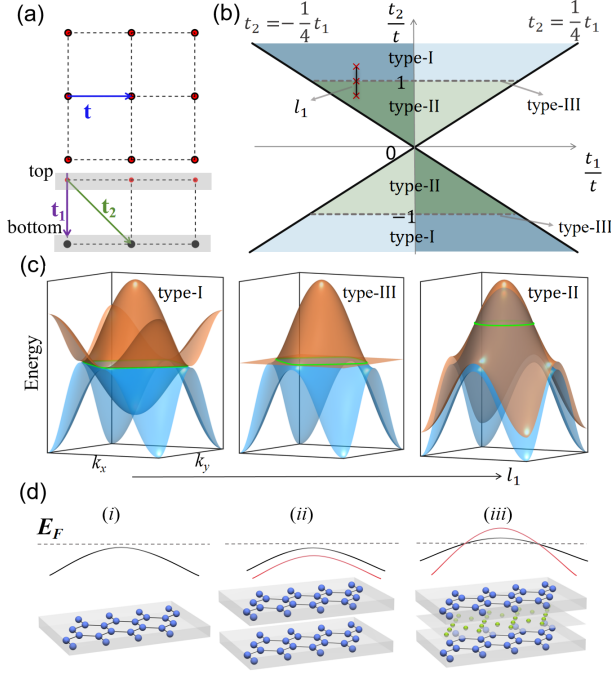 (a)
t
top
t₁
t₂
bottom
(b)
t₂=−1/4 t₁
t₂/t
t₂=1/4 t₁
type-I
1
l₁
type-II
type-III
0
t₁/t
type-II
−1
type-III
type-I
(c)
type-I
type-III
type-II
Energy
kₓ
k_y
l₁
(d)
(i)
(ii)
(iii)
E_F